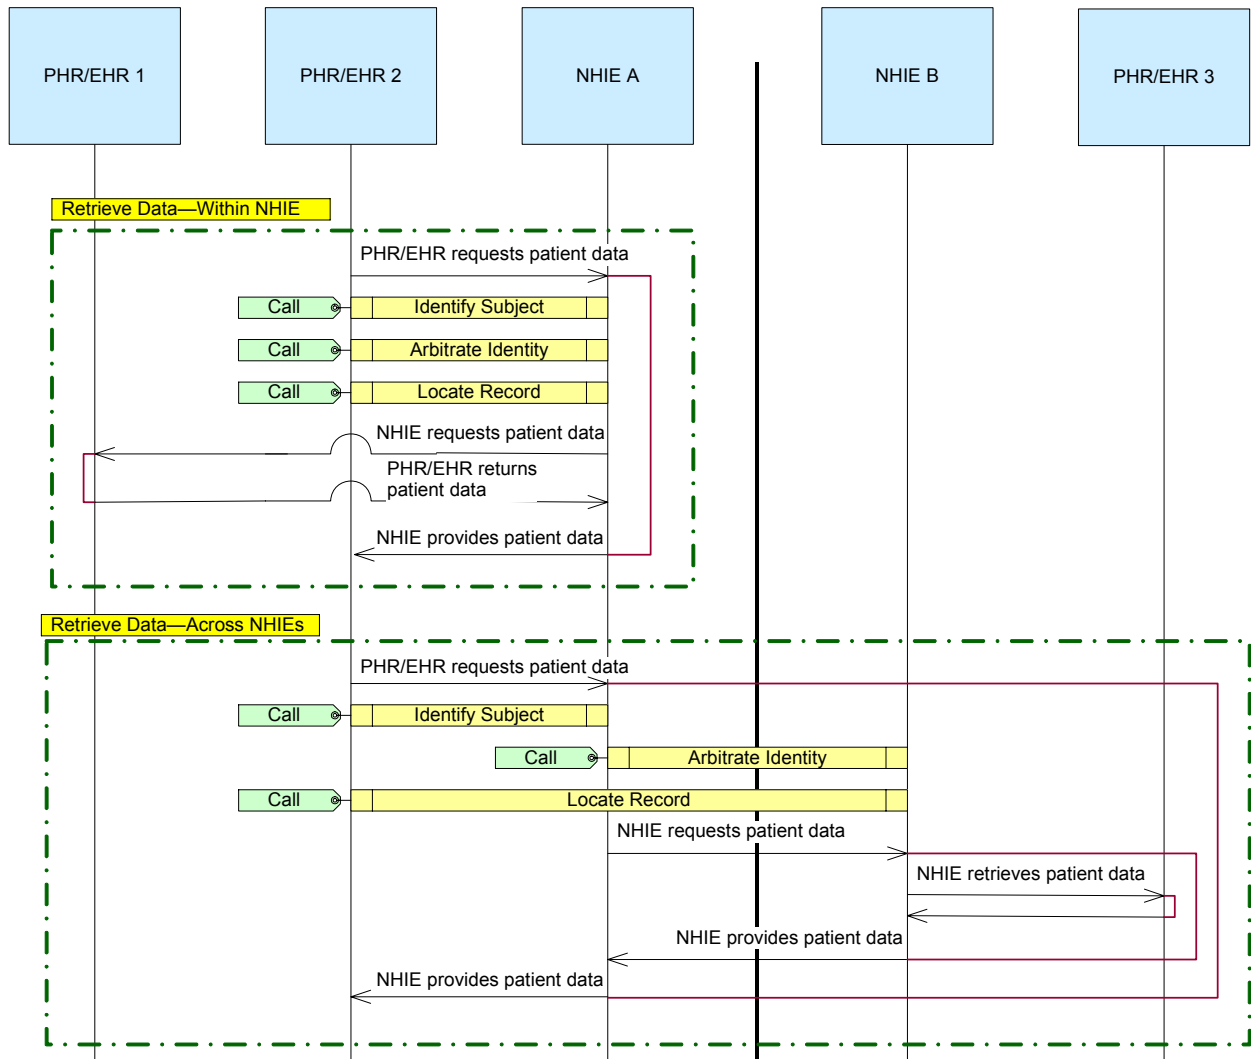 PHR/EHR 1
PHR/EHR 2
NHIE A
NHIE B
PHR/EHR 3
Retrieve Data—Within NHIE
PHR/EHR requests patient data
Call
Identify Subject
Call
Arbitrate Identity
Call
Locate Record
NHIE requests patient data
PHR/EHR returns
patient data
NHIE provides patient data
Retrieve Data—Across NHIEs
PHR/EHR requests patient data
Call
Identify Subject
Call
Arbitrate Identity
Call
Locate Record
NHIE requests patient data
NHIE retrieves patient data
NHIE provides patient data
NHIE provides patient data